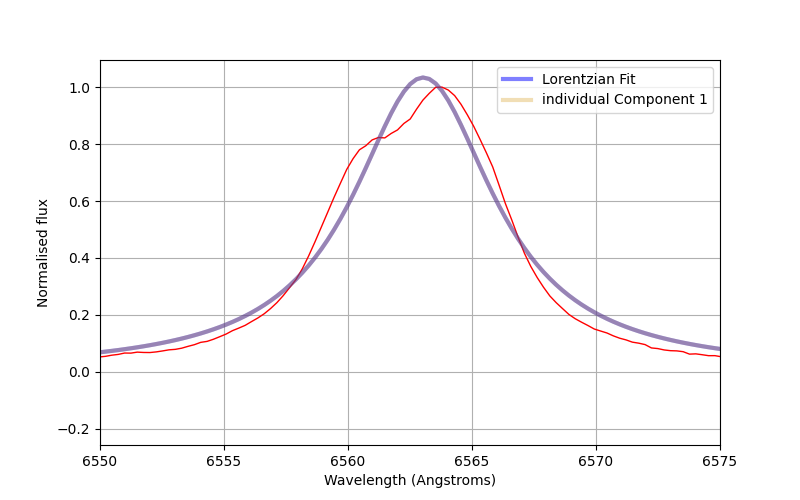 Lorentzian Fit
individual Component 1
Normalised flux
1.0
0.8
0.6
0.4
0.2
0.0
−0.2
6550 6555 6560 6565 6570 6575
Wavelength (Angstroms)